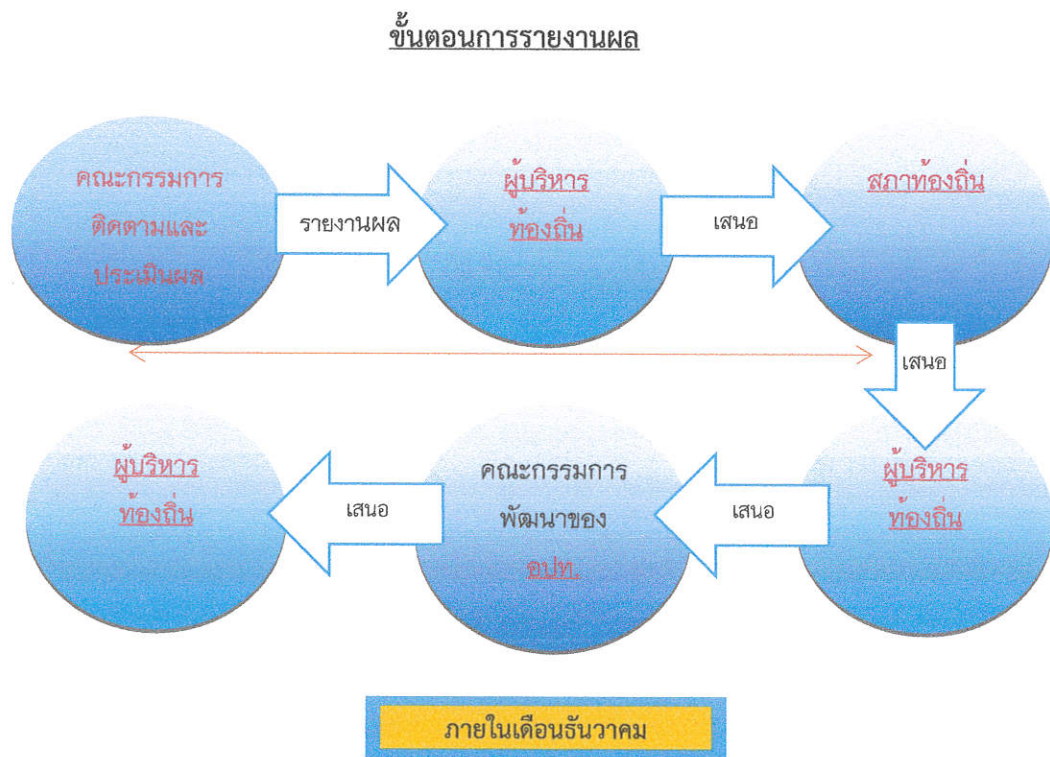 ขั้นตอนการรายงานผล
คณะกรรมการ
ติดตามและ
ประเมินผล
รายงานผล
ผู้บริหาร
ท้องถิ่น
เสนอ
สภาท้องถิ่น
เสนอ
ผู้บริหาร
ท้องถิ่น
เสนอ
คณะกรรมการ
พัฒนาของ
อปท.
เสนอ
ผู้บริหาร
ท้องถิ่น
ภายในเดือนธันวาคม